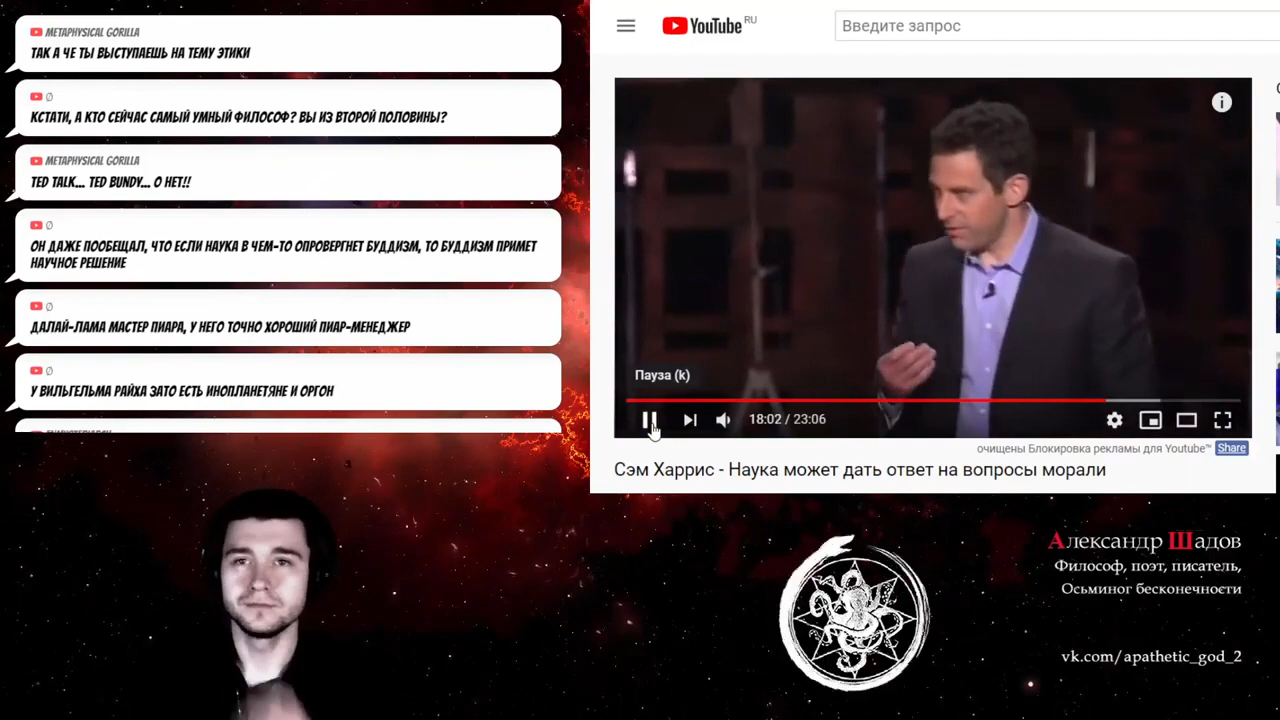 METAPHYSICAL GORILLA
ТАК А ЧЕ ТЫ ВЫСТУПАЕШЬ НА ТЕМУ ЭТИКИ
Ø
КСТАТИ, А КТО СЕЙЧАС САМЫЙ УМНЫЙ ФИЛОСОФ? ВЫ ИЗ ВТОРОЙ ПОЛОВИНЫ?
METAPHYSICAL GORILLA
TED TALK... TED BUNDY... О НЕТ!!
Ø
ОН ДАЖЕ ПООБЕЩАЛ, ЧТО ЕСЛИ НАУКА В ЧЕМ-ТО ОПРОВЕРГНЕТ БУДДИЗМ, ТО БУДДИЗМ ПРИМЕТ
НАУЧНОЕ РЕШЕНИЕ
Ø
ДАЛАЙ-ЛАМА МАСТЕР ПИАРА, У НЕГО ТОЧНО ХОРОШИЙ ПИАР-МЕНЕДЖЕР
Ø
У ВИЛЬГЕЛЬМА РАЙХА ЗАТО ЕСТЬ ИНОПЛАНЕТЯНЕ И ОРГОН
YouTube RU
Введите запрос
Пауза (k)
18:02 / 23:06
очищены Блокировка рекламы для Youtube™ Share
Сэм Харрис - Наука может дать ответ на вопросы морали
Александр Шадов
Философ, поэт, писатель,
Осьминог бесконечности
vk.com/apathetic_god_2